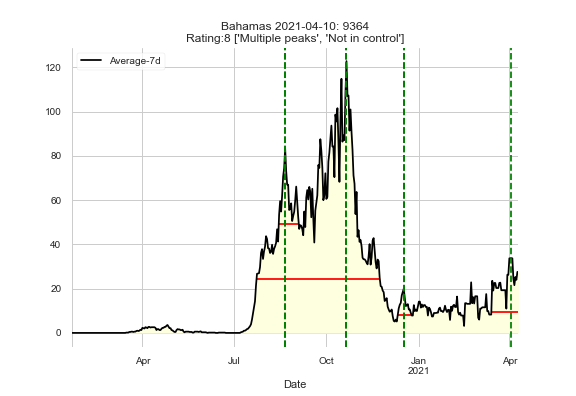 Bahamas 2021-04-10: 9364
Rating:8 ['Multiple peaks', 'Not in control']
Average-7d
120
100
80
60
40
20
0
Apr
Jul
Oct
Jan
2021
Apr
Date